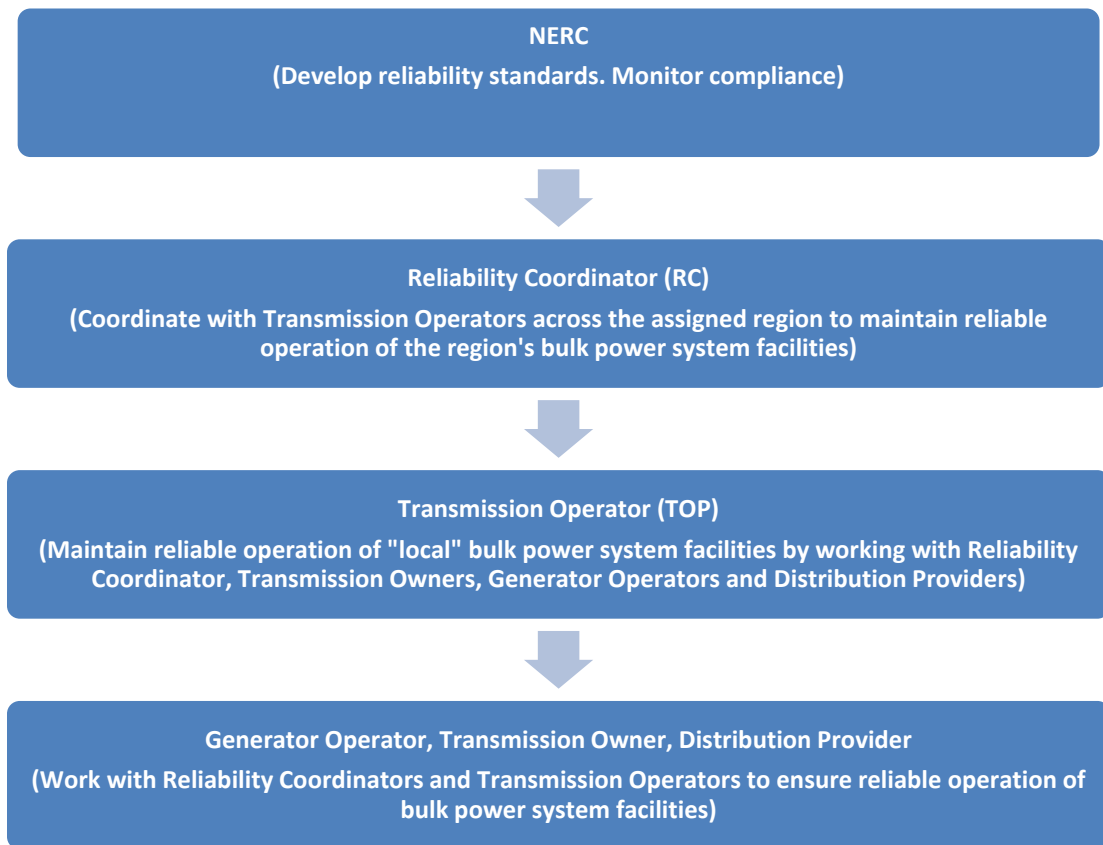 NERC
(Develop reliability standards. Monitor compliance)
Reliability Coordinator (RC)
(Coordinate with Transmission Operators across the assigned region to maintain reliable
operation of the region's bulk power system facilities)
Transmission Operator (TOP)
(Maintain reliable operation of "local" bulk power system facilities by working with Reliability
Coordinator, Transmission Owners, Generator Operators and Distribution Providers)
Generator Operator, Transmission Owner, Distribution Provider
(Work with Reliability Coordinators and Transmission Operators to ensure reliable operation of
bulk power system facilities)